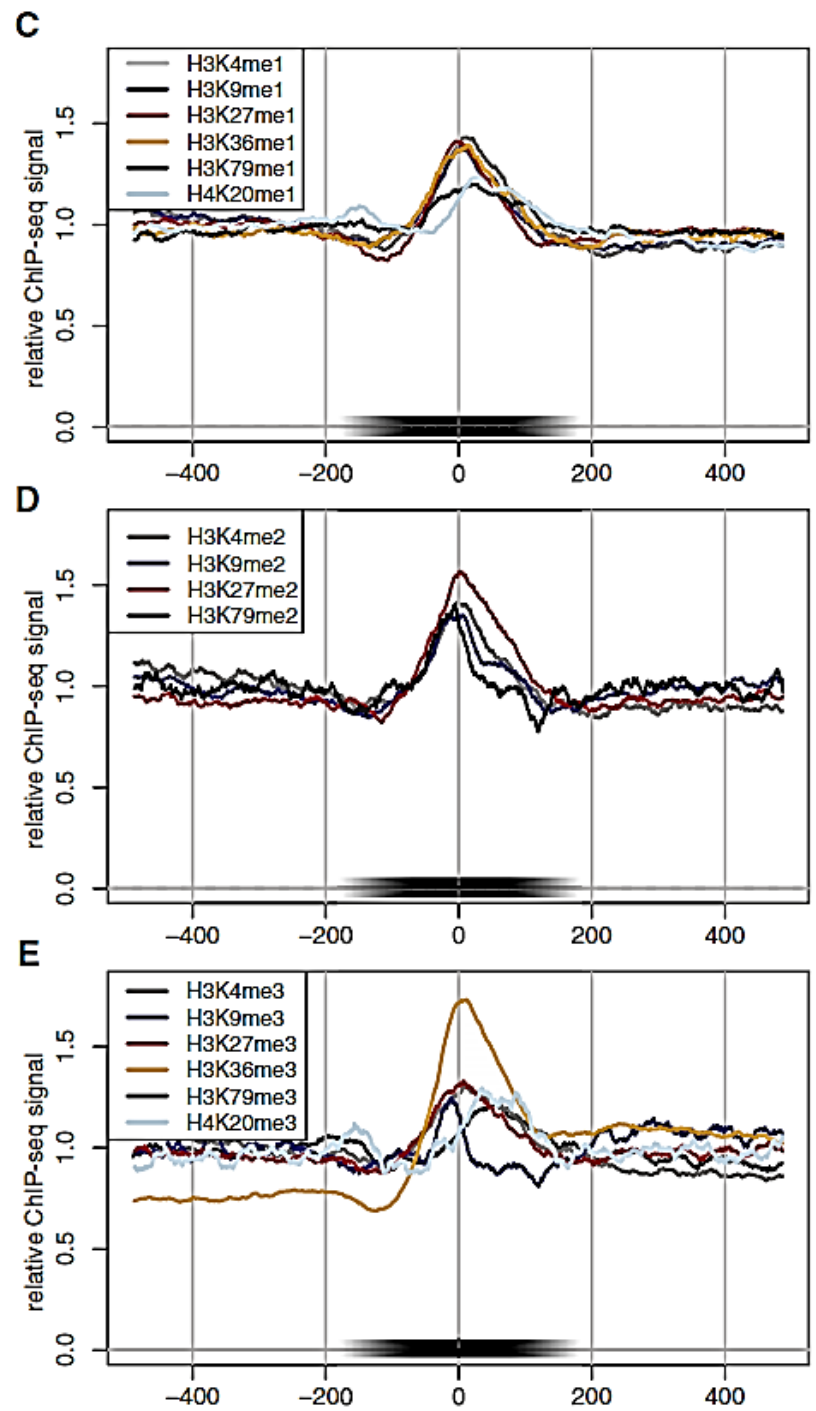 C
H3K4me1
H3K9me1
H3K27me1
H3K36me1
H3K79me1
H4K20me1
relative ChIP-seq signal
0.0 0.5 1.0 1.5
−400 −200 0 200 400
D
H3K4me2
H3K9me2
H3K27me2
H3K79me2
relative ChIP-seq signal
0.0 0.5 1.0 1.5
−400 −200 0 200 400
E
H3K4me3
H3K9me3
H3K27me3
H3K36me3
H3K79me3
H4K20me3
relative ChIP-seq signal
0.0 0.5 1.0 1.5
−400 −200 0 200 400